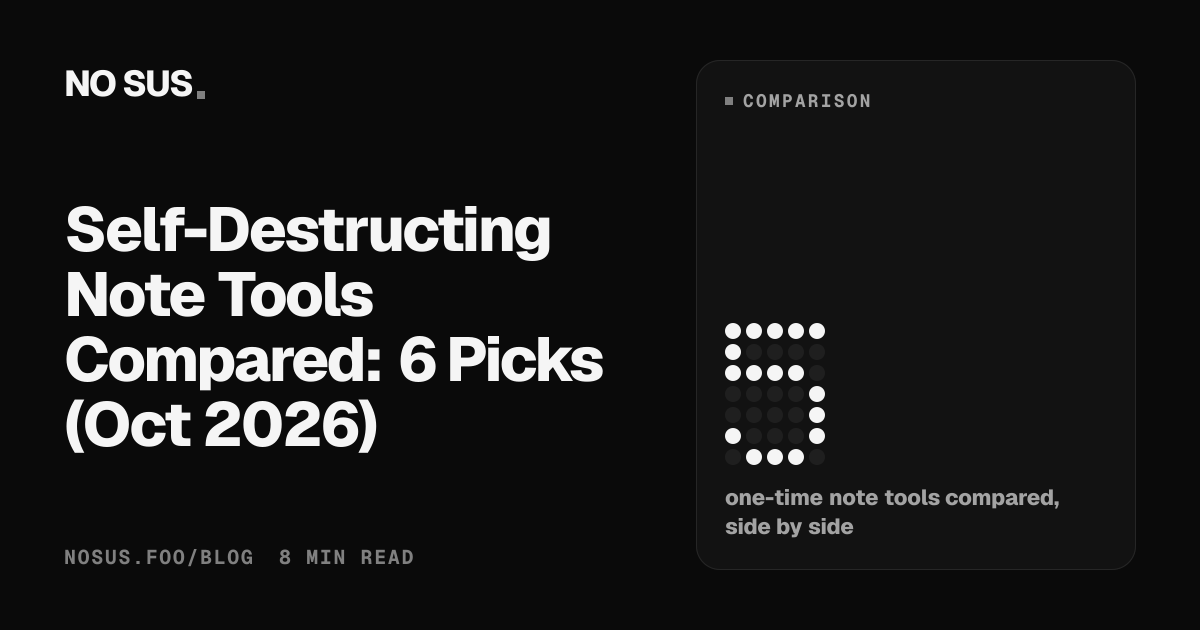 NO SUS.
Self-Destructing
Note Tools
Compared: 6 Picks
(Oct 2026)
NOSUS.FOO/BLOG 8 MIN READ
COMPARISON
5
one-time note tools compared,
side by side